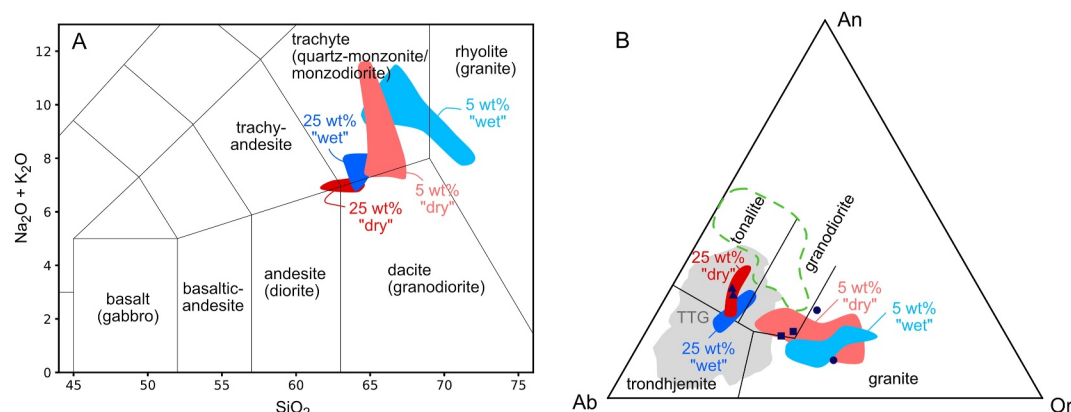 A
trachyte
(quartz-monzonite/
monzodiorite)
rhyolite
(granite)
trachy-
andesite
25 wt%
"wet"
5 wt%
"wet"
5 wt%
"dry"
25 wt%
"dry"
basalt
(gabbro)
basaltic-
andesite
andesite
(diorite)
dacite
(granodiorite)
Na2O + K2O
12
10
8
6
4
2
0
45
50
55
60
65
70
75
SiO2
B
An
tonalite
granodiorite
25 wt%
"dry"
5 wt%
"dry"
5 wt%
"wet"
TTG
25 wt%
"wet"
trondhjemite
granite
Ab
Or